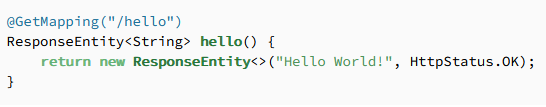 @GetMapping("/hello")
ResponseEntity<String> hello() {
    return new ResponseEntity<>("Hello World!", HttpStatus.OK);
}